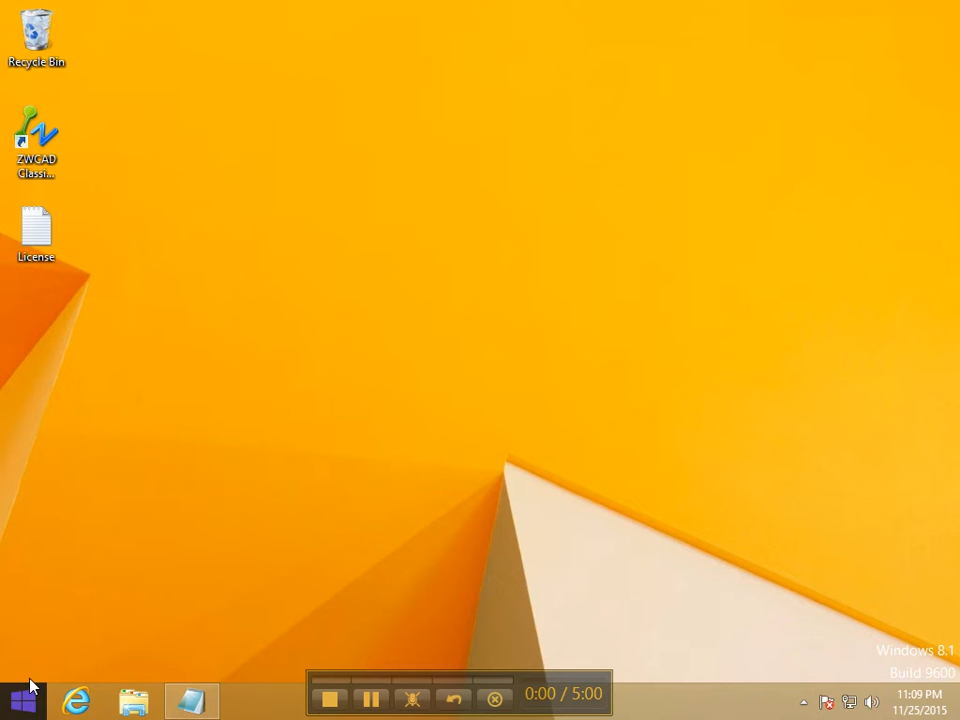 Recycle Bin
ZWCAD
Classi...
License
Windows 8.1
Build 9600
0:00 / 5:00
11:09 PM
11/25/2015